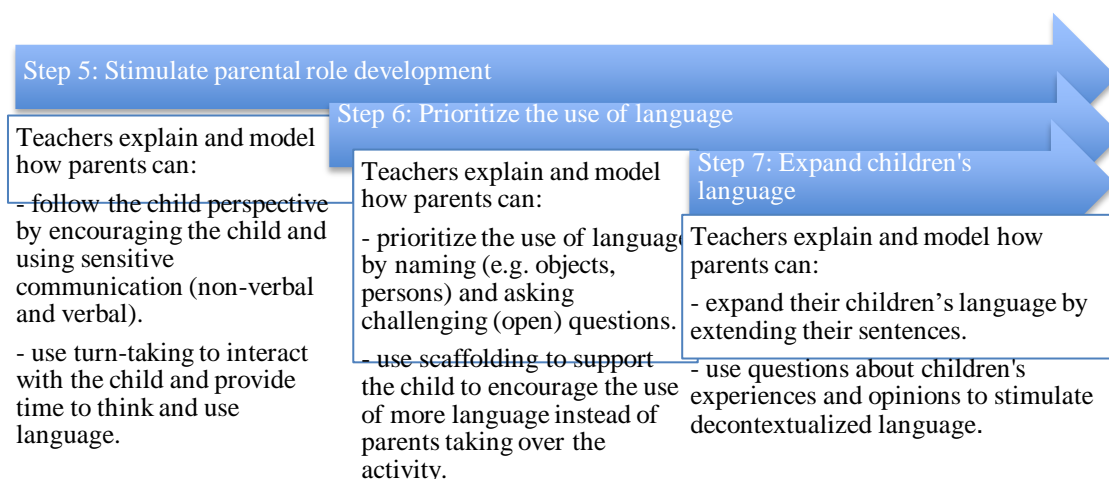 Step 5: Stimulate parental role development
Teachers explain and model
how parents can:
- follow the child perspective
by encouraging the child and
using sensitive
communication (non-verbal
and verbal).
- use turn-taking to interact
with the child and provide
time to think and use
language.
Step 6: Prioritize the use of language
Teachers explain and model
how parents can:
- prioritize the use of language
by naming (e.g. objects,
persons) and asking
challenging (open) questions.
- use scaffolding to support
the child to encourage the use
of more language instead of
parents taking over the
activity.
Step 7: Expand children's
language
Teachers explain and model how
parents can:
- expand their children’s language by
extending their sentences.
- use questions about children's
experiences and opinions to stimulate
decontextualized language.